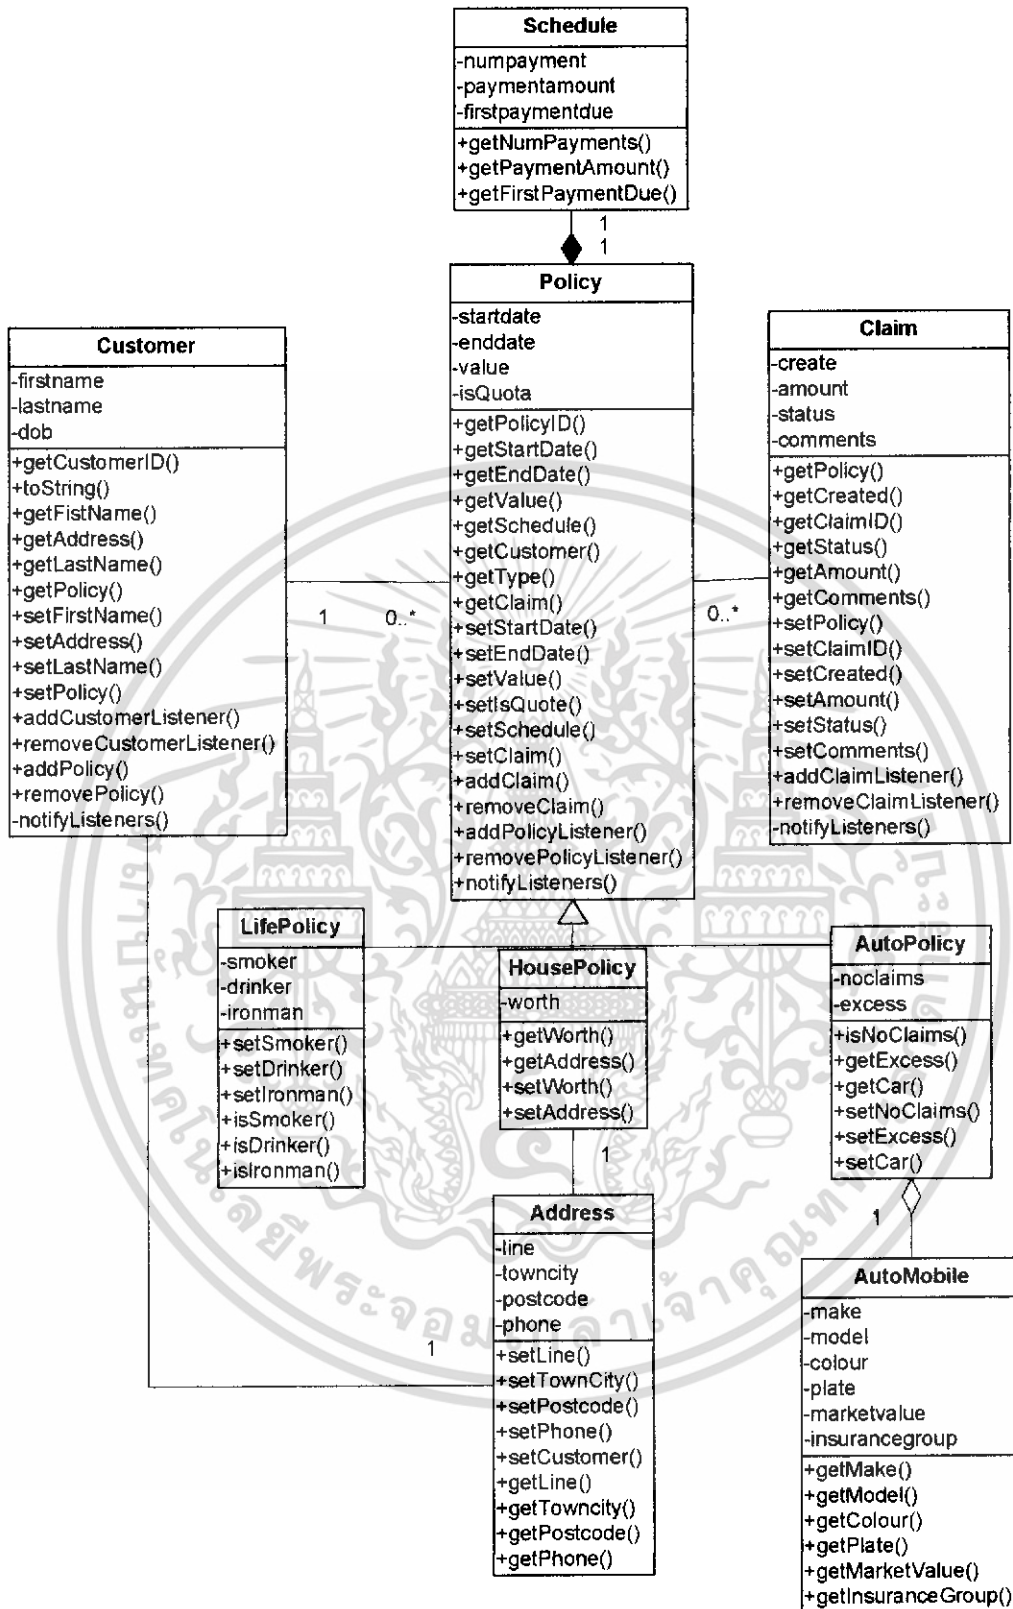 Schedule
-numpayment
-paymentamount
-firstpaymentdue
+getNumPayments()
+getPaymentAmount()
+getFirstPaymentDue()
1
1
Policy
-startdate
-enddate
-value
-isQuota
+getPolicyID()
+getStartDate()
+getEndDate()
+getValue()
+getSchedule()
+getCustomer()
+getType()
+getClaim()
+setStartDate()
+setEndDate()
+setValue()
+setIsQuote()
+setSchedule()
+setClaim()
+addClaim()
+removeClaim()
+addPolicyListener()
+removePolicyListener()
+notifyListeners()
Customer
-firstname
-lastname
-dob
+getCustomerID()
+toString()
+getFistName()
+getAddress()
+getLastName()
+getPolicy()
+setFirstName()
+setAddress()
+setLastName()
+setPolicy()
+addCustomerListener()
+removeCustomerListener()
+addPolicy()
+removePolicy()
-notifyListeners()
1
0..*
0..*
Claim
-create
-amount
-status
-comments
+getPolicy()
+getCreated()
+getClaimID()
+getStatus()
+getAmount()
+getComments()
+setPolicy()
+setClaimID()
+setCreated()
+setAmount()
+setStatus()
+setComments()
+addClaimListener()
+removeClaimListener()
-notifyListeners()
LifePolicy
-smoker
-drinker
-ironman
+setSmoker()
+setDrinker()
+setIronman()
+isSmoker()
+isDrinker()
+isIronman()
HousePolicy
-worth
+getWorth()
+getAddress()
+setWorth()
+setAddress()
1
AutoPolicy
-noclaims
-excess
+isNoClaims()
+getExcess()
+getCar()
+setNoClaims()
+setExcess()
+setCar()
1
Address
-line
-towncity
-postcode
-phone
+setLine()
+setTownCity()
+setPostcode()
+setPhone()
+setCustomer()
+getLine()
+getTowncity()
+getPostcode()
+getPhone()
1
AutoMobile
-make
-model
-colour
-plate
-marketvalue
-insurancegroup
+getMake()
+getModel()
+getColour()
+getPlate()
+getMarketValue()
+getInsuranceGroup()